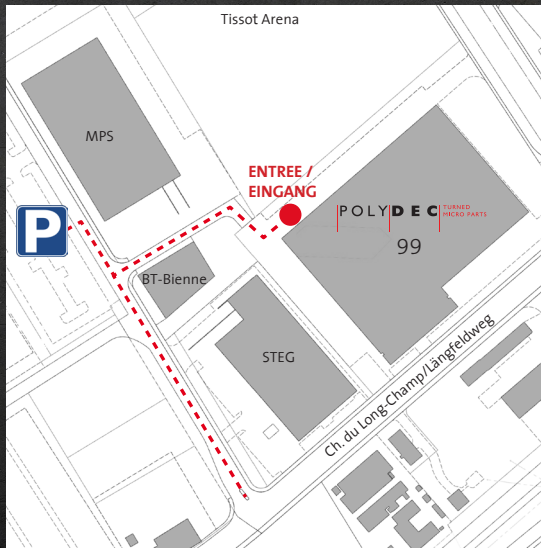 Tissot Arena
MPS
ENTREE /
EINGANG
POLYDEC TURNED
MICRO PARTS
99
P
BT-Bienne
STEG
Ch. du Long-Champ/Längfeldweg